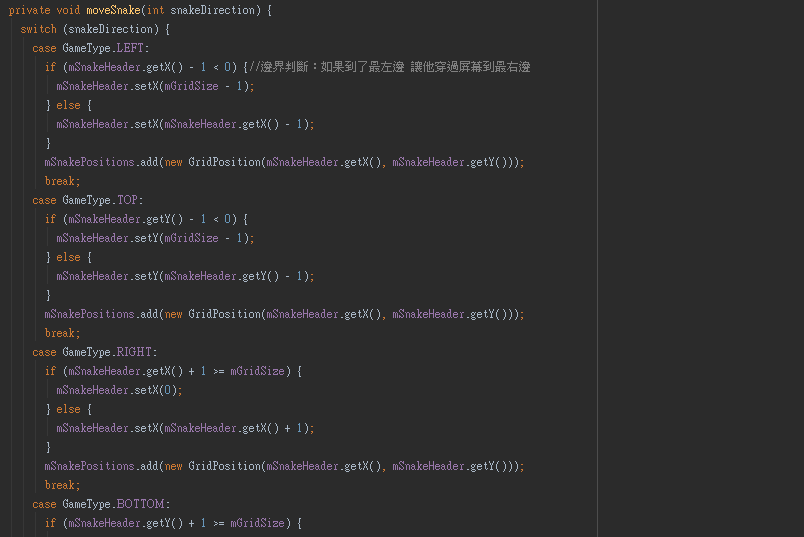 private void moveSnake(int snakeDirection) {
switch (snakeDirection) {
case GameType.LEFT:
if (mSnakeHeader.getX() - 1 < 0) {//邊界判斷：如果到了最左邊 讓他穿過屏幕到最右邊
mSnakeHeader.setX(mGridSize - 1);
} else {
mSnakeHeader.setX(mSnakeHeader.getX() - 1);
}
mSnakePositions.add(new GridPosition(mSnakeHeader.getX(), mSnakeHeader.getY()));
break;
case GameType.TOP:
if (mSnakeHeader.getY() - 1 < 0) {
mSnakeHeader.setY(mGridSize - 1);
} else {
mSnakeHeader.setY(mSnakeHeader.getY() - 1);
}
mSnakePositions.add(new GridPosition(mSnakeHeader.getX(), mSnakeHeader.getY()));
break;
case GameType.RIGHT:
if (mSnakeHeader.getX() + 1 >= mGridSize) {
mSnakeHeader.setX(0);
} else {
mSnakeHeader.setX(mSnakeHeader.getX() + 1);
}
mSnakePositions.add(new GridPosition(mSnakeHeader.getX(), mSnakeHeader.getY()));
break;
case GameType.BOTTOM:
if (mSnakeHeader.getY() + 1 >= mGridSize) {